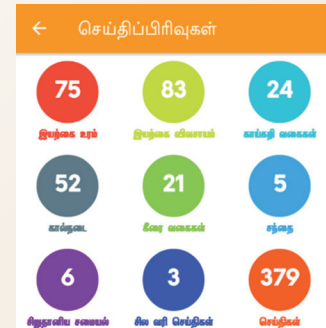 செய்திப்பிரிவுகள்
75 83 24
இயற்கை உரம் இயற்கை விவசாயம் காய்கறி வகைகள்
52 21 5
கால்நடை கீரை வகைகள் சந்தை
6 3 379
சிறுதானிய சமையல் சில வரி செய்திகள் செய்திகள்